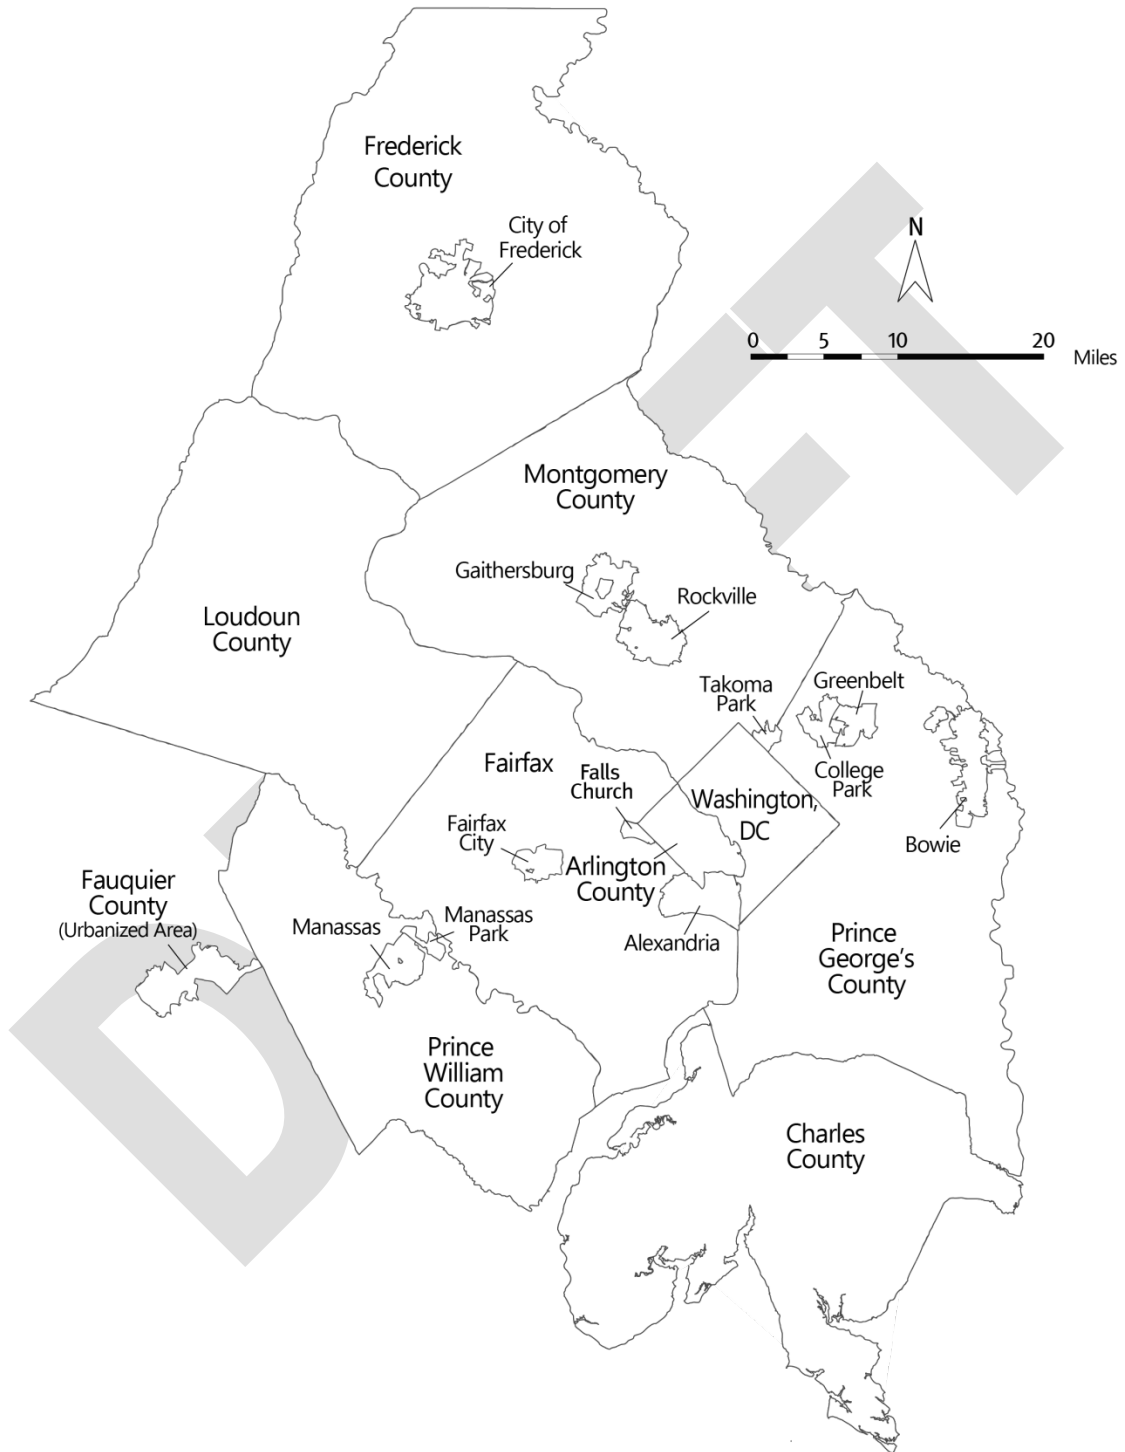 Frederick
County
City of
Frederick
N
0 5 10 20
Miles
Montgomery
County
Gaithersburg
Rockville
Loudoun
County
Takoma
Park
Greenbelt
College
Park
Bowie
Fairfax
Falls
Church
Washington,
DC
Fairfax
City
Arlington
County
Alexandria
Fauquier
County
(Urbanized Area)
Manassas
Manassas
Park
Prince
George's
County
Prince
William
County
Charles
County